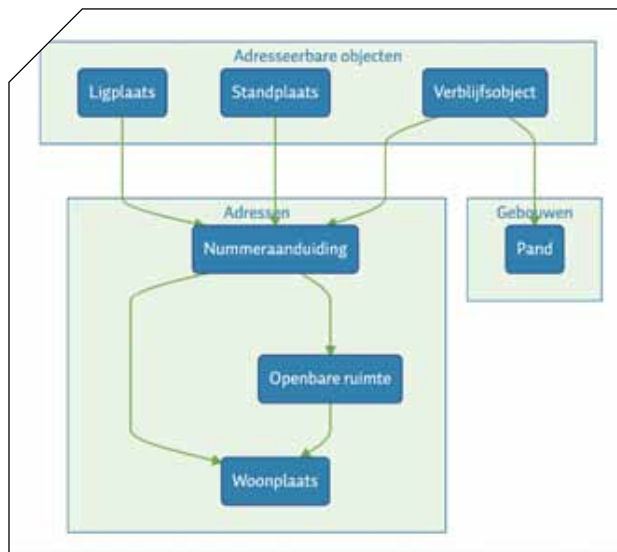 Adresseerbare objecten
Ligplaats
Standplaats
Verblijfsobject
Adressen
Gebouwen
Nummeraanduiding
Pand
Openbare ruimte
Woonplaats